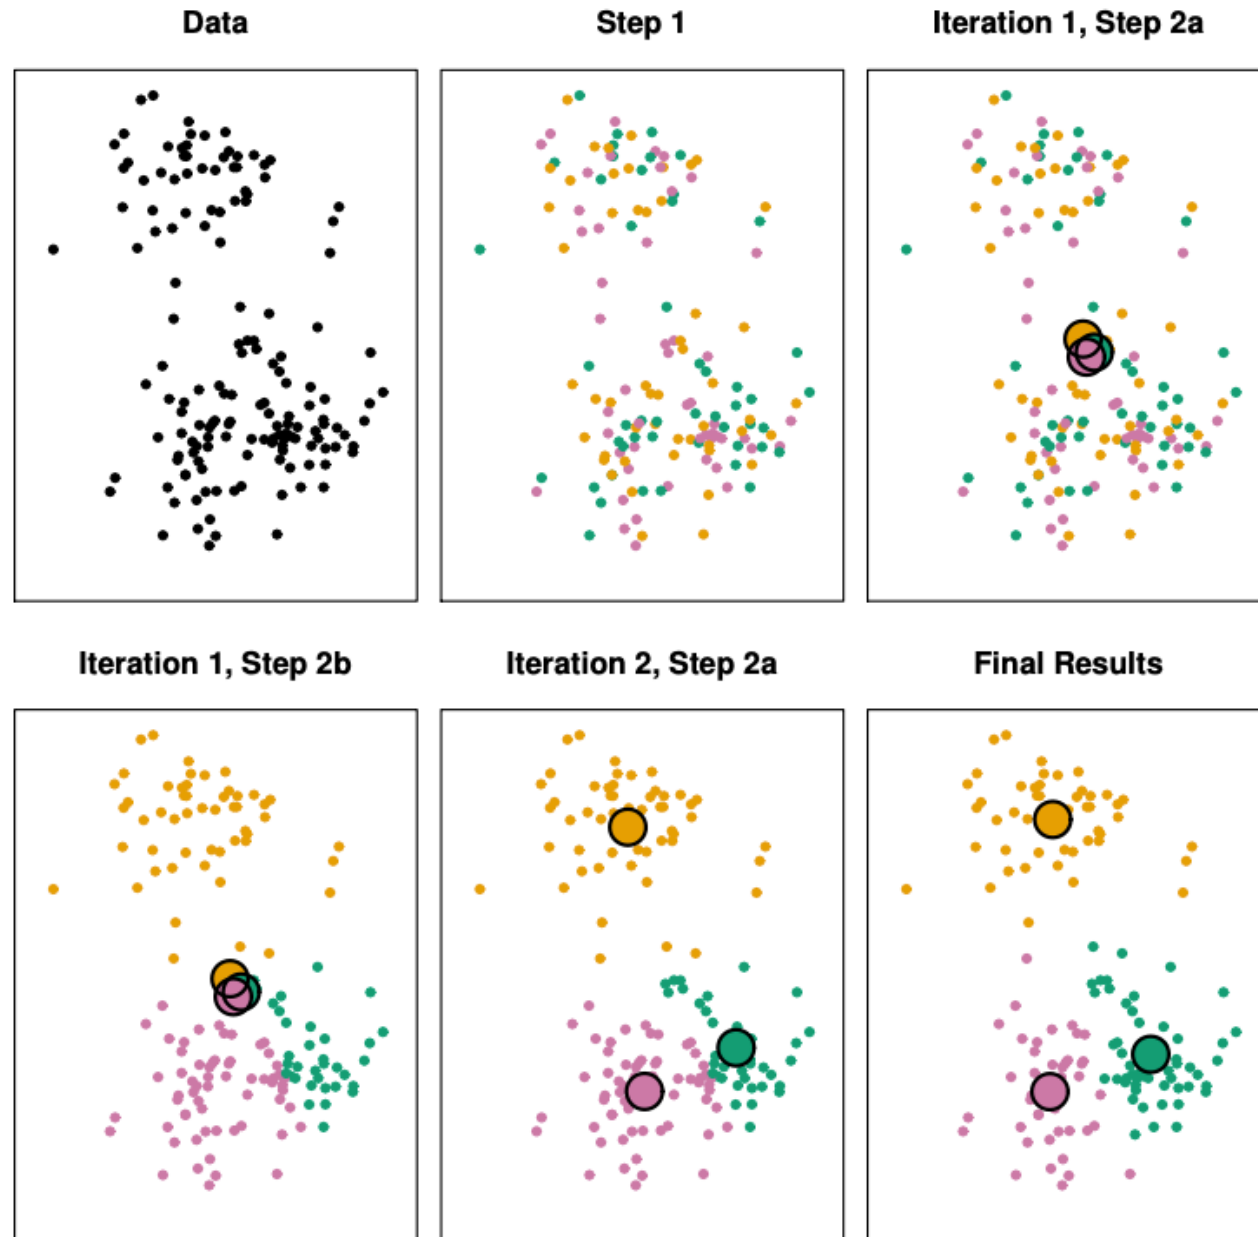 Data
Step 1
Iteration 1, Step 2a
Iteration 1, Step 2b
Iteration 2, Step 2a
Final Results